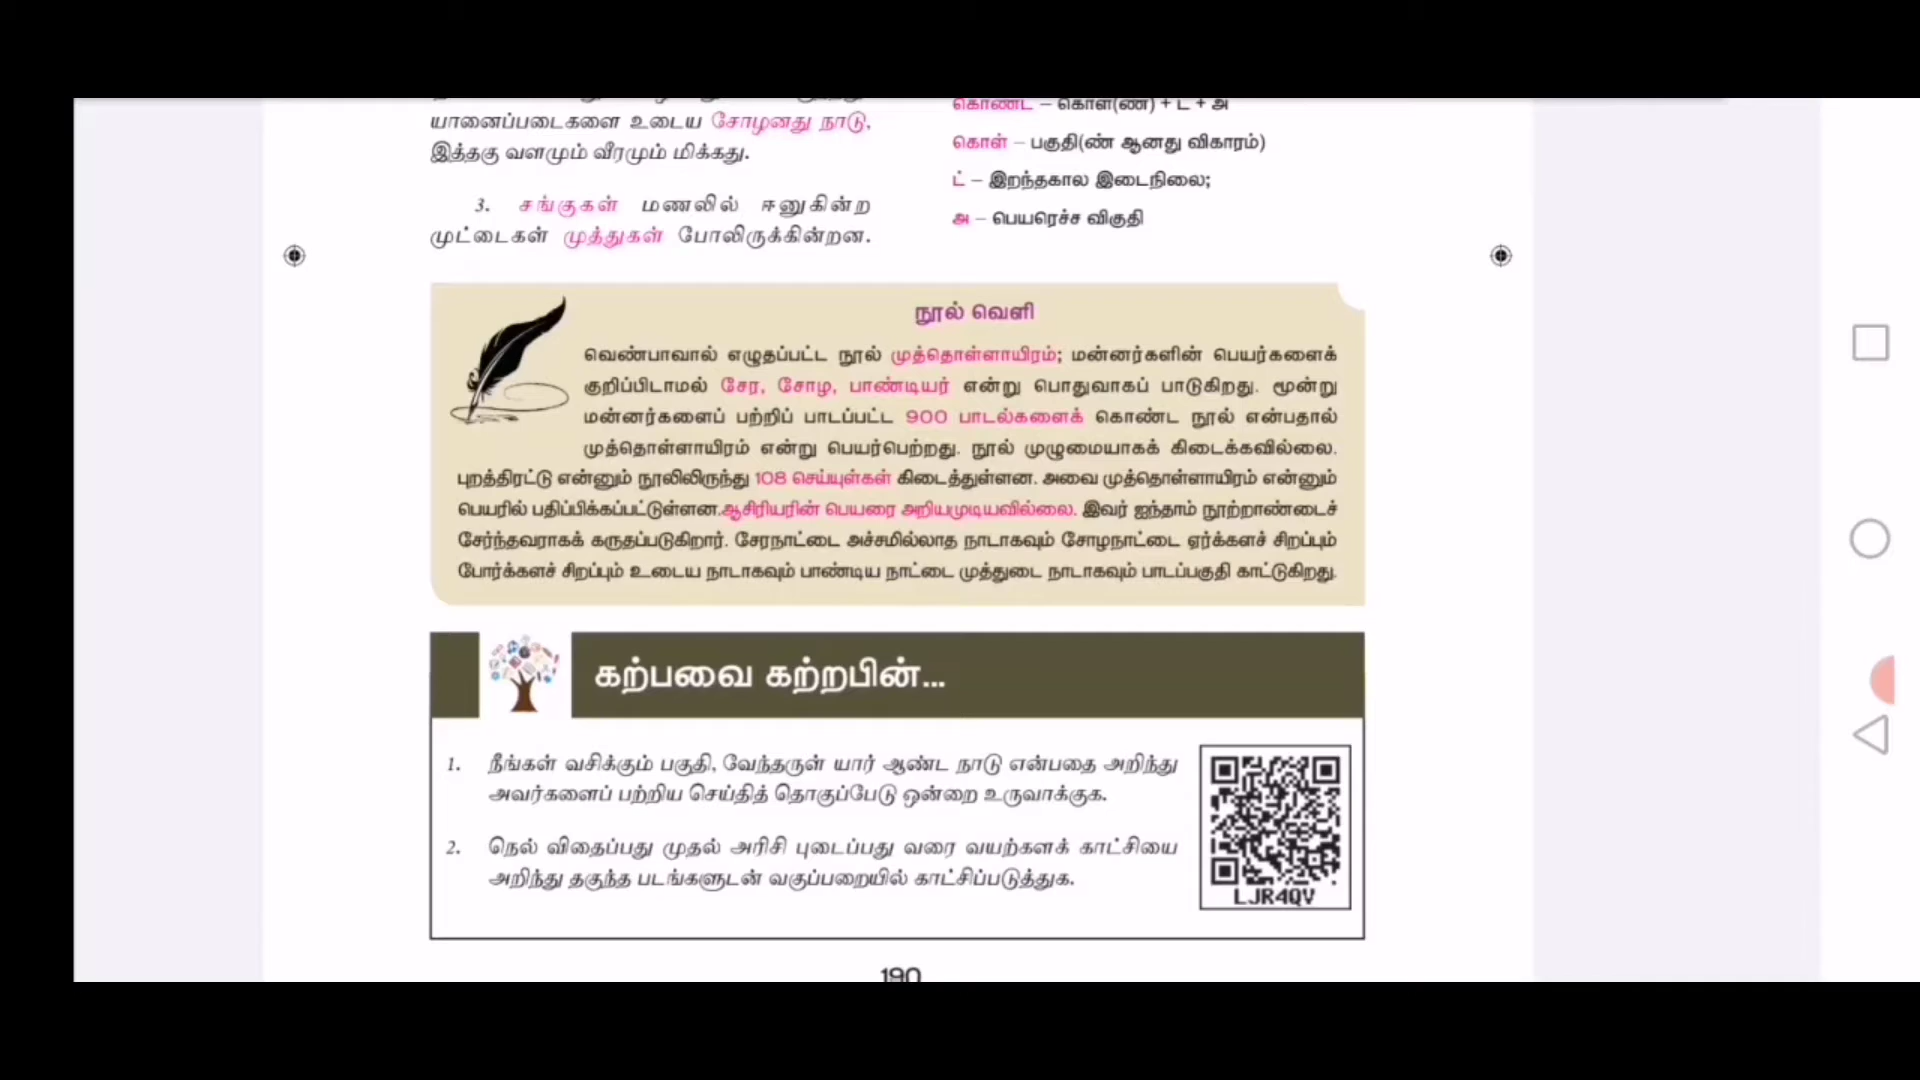 யானைப்படைகளை உடைய சோழனது நாடு,
இத்தகு வளமும் வீரமும் மிக்கது.
3. சங்குகள் மணலில் ஈனுகின்ற
முட்டைகள் முத்துகள் போலிருக்கின்றன.
கொண்ட – கொள்(ண்) + ட் + அ
கொள் – பகுதி(ண் ஆனது விகாரம்)
ட் – இறந்தகால இடைநிலை;
அ – பெயரெச்ச விகுதி
நூல் வெளி
வெண்பாவால் எழுதப்பட்ட நூல் முத்தொள்ளாயிரம்; மன்னர்களின் பெயர்களைக்
குறிப்பிடாமல் சேர, சோழ, பாண்டியர் என்று பொதுவாகப் பாடுகிறது. மூன்று
மன்னர்களைப் பற்றிப் பாடப்பட்ட 900 பாடல்களைக் கொண்ட நூல் என்பதால்
முத்தொள்ளாயிரம் என்று பெயர்பெற்றது. நூல் முழுமையாகக் கிடைக்கவில்லை.
புறத்திரட்டு என்னும் நூலிலிருந்து 108 செய்யுள்கள் கிடைத்துள்ளன. அவை முத்தொள்ளாயிரம் என்னும்
பெயரில் பதிப்பிக்கப்பட்டுள்ளன.ஆசிரியரின் பெயரை அறியமுடியவில்லை. இவர் ஐந்தாம் நூற்றாண்டைச்
சேர்ந்தவராகக் கருதப்படுகிறார். சேரநாட்டை அச்சமில்லாத நாடாகவும் சோழநாட்டை ஏர்க்களச் சிறப்பும்
போர்க்களச் சிறப்பும் உடைய நாடாகவும் பாண்டிய நாட்டை முத்துடை நாடாகவும் பாடப்பகுதி காட்டுகிறது.
கற்பவை கற்றபின்...
1. நீங்கள் வசிக்கும் பகுதி, வேந்தருள் யார் ஆண்ட நாடு என்பதை அறிந்து
அவர்களைப் பற்றிய செய்தித் தொகுப்பேடு ஒன்றை உருவாக்குக.
2. நெல் விதைப்பது முதல் அரிசி புடைப்பது வரை வயற்களக் காட்சியை
அறிந்து தகுந்த படங்களுடன் வகுப்பறையில் காட்சிப்படுத்துக.
LJR4QV
190